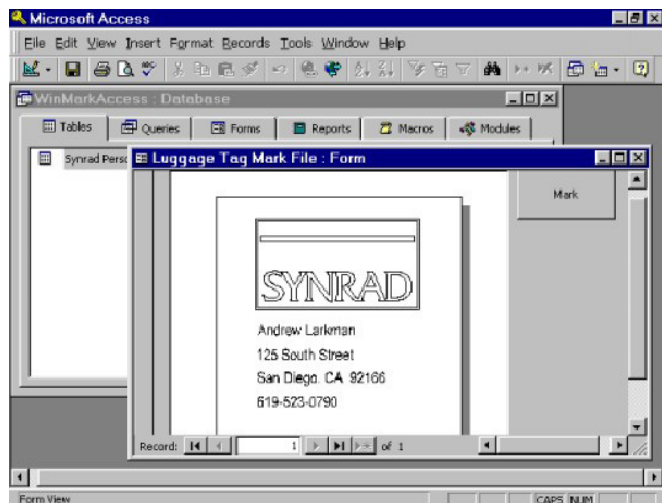 Microsoft Access
File Edit View Insert Format Records Tools Window Help
WinMarkAccess : Database
Tables Queries Forms Reports Macros Modules
Synrad Perso
Luggage Tag Mark File : Form
Mark
SYNRAD
Andrew Larkman
125 South Street
San Diego, CA 92166
619-523-0790
Record: 1 of 1
Form View CAPS NUM